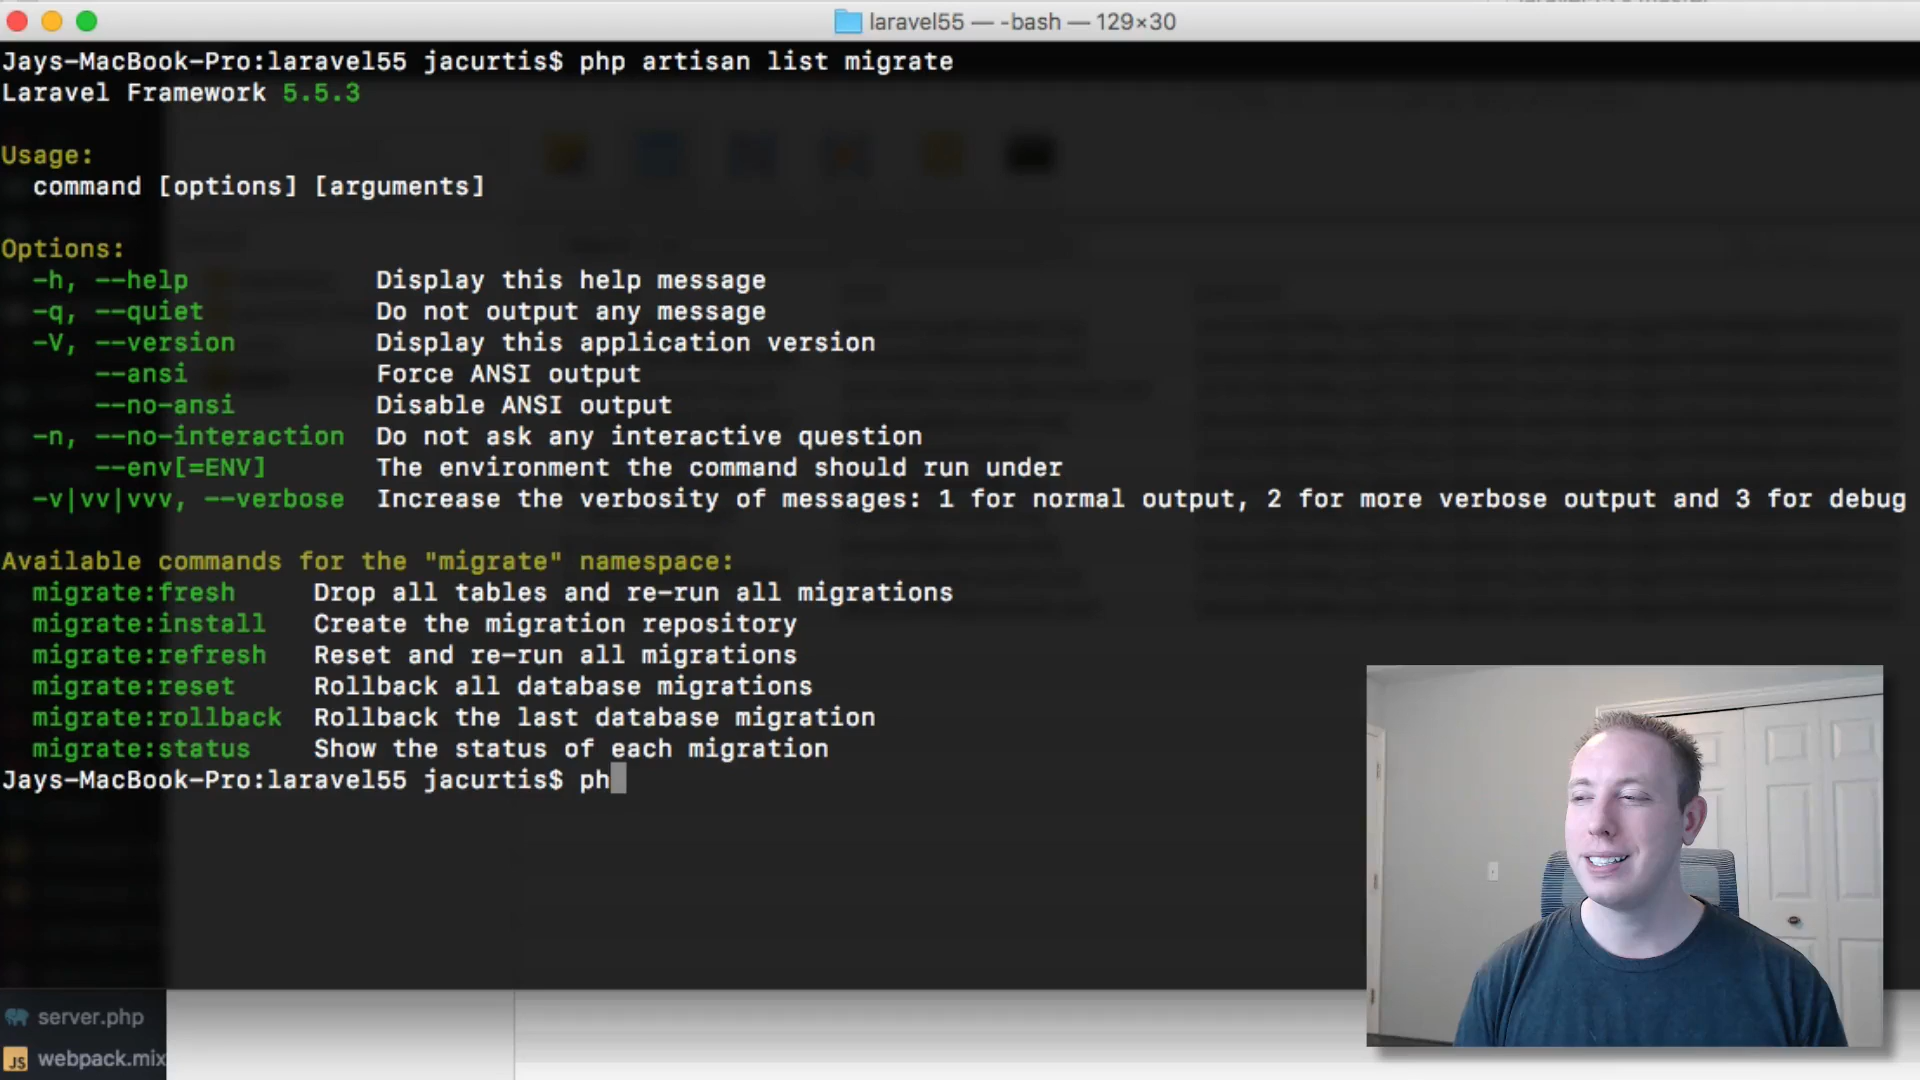 laravel55 — -bash — 129×30
Jays-MacBook-Pro:laravel55 jacurtis$ php artisan list migrate
Laravel Framework 5.5.3
Usage:
command [options] [arguments]
Options:
-h, --help Display this help message
-q, --quiet Do not output any message
-V, --version Display this application version
--ansi Force ANSI output
--no-ansi Disable ANSI output
-n, --no-interaction Do not ask any interactive question
--env[=ENV] The environment the command should run under
-v|vv|vvv, --verbose Increase the verbosity of messages: 1 for normal output, 2 for more verbose output and 3 for debug
Available commands for the "migrate" namespace:
migrate:fresh Drop all tables and re-run all migrations
migrate:install Create the migration repository
migrate:refresh Reset and re-run all migrations
migrate:reset Rollback all database migrations
migrate:rollback Rollback the last database migration
migrate:status Show the status of each migration
Jays-MacBook-Pro:laravel55 jacurtis$ ph
server.php
JS webpack.mix